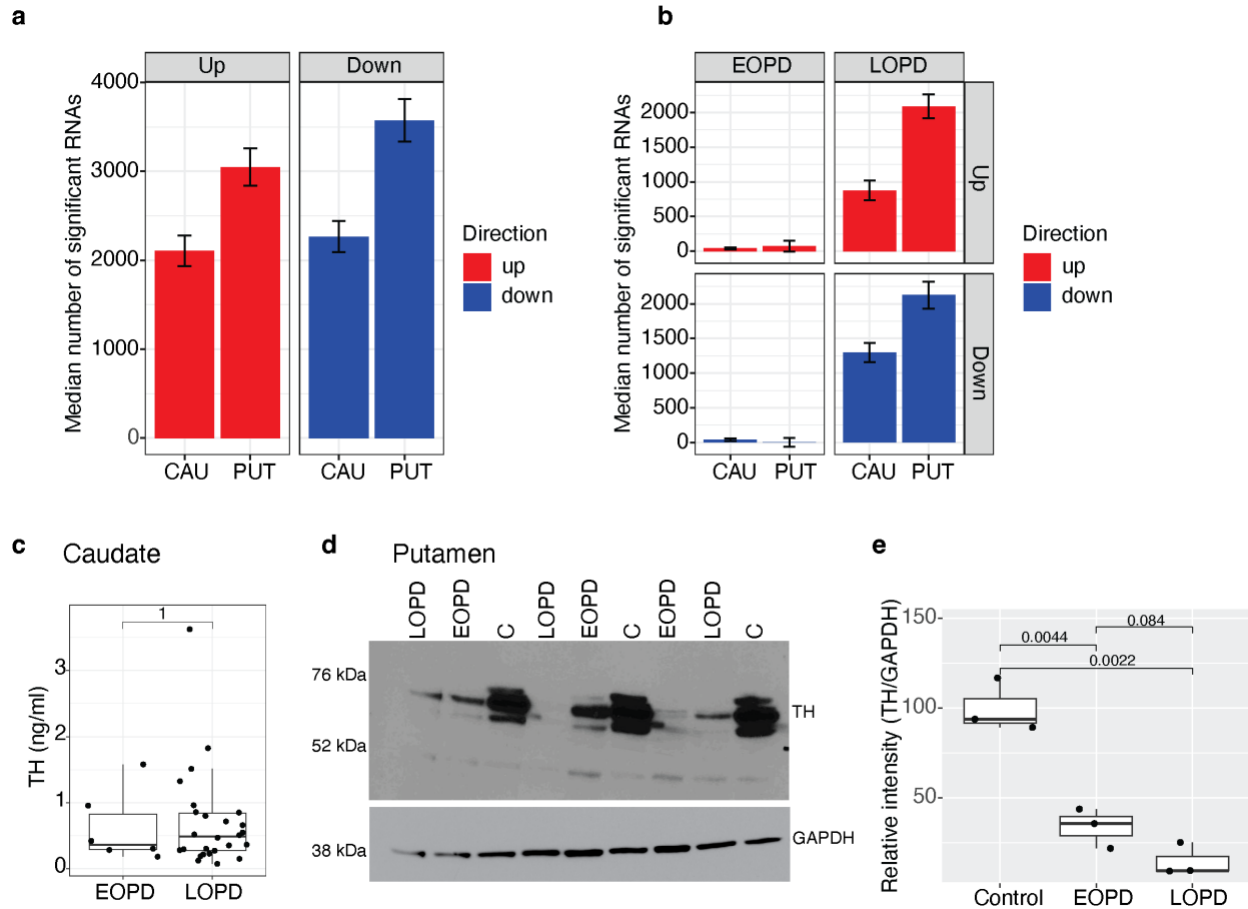 a
Up
Down
Median number of significant RNAs
4000
3000
2000
1000
0
CAU PUT
CAU PUT
Direction
up
down
b
EOPD
LOPD
Median number of significant RNAs
2000
1500
1000
500
0
Up
2000
1500
1000
500
0
Down
CAU PUT
CAU PUT
Direction
up
down
c Caudate
TH (ng/ml)
1
3
2
1
0
EOPD
LOPD
d Putamen
LOPD
EOPD
C
LOPD
EOPD
C
EOPD
LOPD
C
76 kDa
TH
52 kDa
38 kDa
GAPDH
e
Relative intensity (TH/GAPDH)
150
100
50
0.084
0.0044
0.0022
Control
EOPD
LOPD